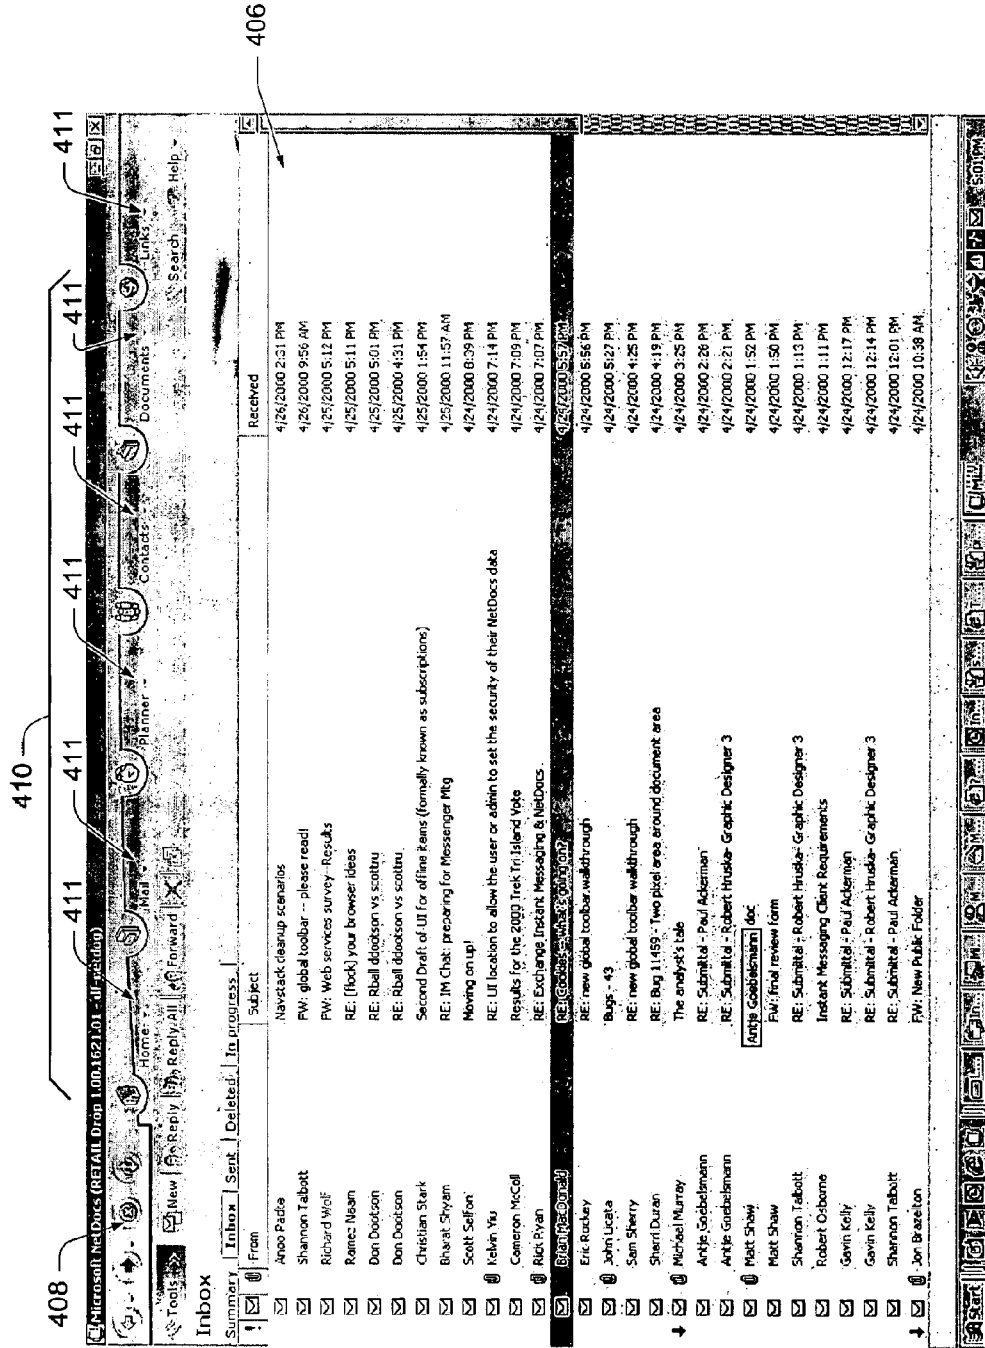 410
408
411 411 411 411 411 411
406
Microsoft NetDocs (RETAIL Drop 1.00.1621.01
Home Mail Planner Contacts Documents Links
Tools New Reply Reply All Forward Search Help
Inbox
Summary Inbox Sent Deleted In progress
! From Subject Received
Anoo Padte Navstack cleanup scenarios 4/26/2000 2:31 PM
Shannon Talbott FW: global toolbar -- please read! 4/26/2000 9:56 AM
Richard Wolf FW: Web services survey--Results 4/25/2000 5:12 PM
Ramez Naam RE: [flock] your browser ideas 4/25/2000 5:11 PM
Don Dootson RE: Rball ddootson vs scottru 4/25/2000 5:01 PM
Don Dootson RE: Rball ddootson vs scottru 4/25/2000 4:31 PM
Christian Stark Second Draft of UI for offline items (formally known as subscriptions) 4/25/2000 1:54 PM
Bharat Shyam RE: IM Chat preparing for Messenger Mtg 4/25/2000 11:57 AM
Scott Selfon Moving on up! 4/24/2000 8:39 PM
Kelvin Yiu RE: UI location to allow the user or admin to set the security of their NetDocs data 4/24/2000 7:14 PM
Cameron McColl Results for the 2000 Trek Tri Island Vote 4/24/2000 7:09 PM
Rick Ryan RE: Exchange Instant Messaging & NetDocs 4/24/2000 7:07 PM
Brian MacDonald RE: Goodies--what's going on? 4/24/2000 5:57 PM
Eric Rockey RE: new global toolbar walkthrough 4/24/2000 5:56 PM
John Lucata Bugs - 43 4/24/2000 5:27 PM
Sam Sherry RE: new global toolbar walkthrough 4/24/2000 4:25 PM
Sherri Duran RE: Bug 11459 - Two pixel area around document area 4/24/2000 4:19 PM
Michael Murray The analyst's tale 4/24/2000 3:25 PM
Antje Goebelsmann RE: Submittal - Paul Ackerman 4/24/2000 2:28 PM
Antje Goebelsmann RE: Submittal - Robert Hruska- Graphic Designer 3 4/24/2000 2:21 PM
Matt Shaw Antje Goebelsmann doc 4/24/2000 1:52 PM
Matt Shaw FW: final review form 4/24/2000 1:50 PM
Shannon Talbott RE: Submittal - Robert Hruska- Graphic Designer 3 4/24/2000 1:13 PM
Robert Osborne Instant Messaging Client Requirements 4/24/2000 1:11 PM
Gavin Kelly RE: Submittal - Paul Ackerman 4/24/2000 12:17 PM
Gavin Kelly RE: Submittal - Robert Hruska- Graphic Designer 3 4/24/2000 12:14 PM
Shannon Talbott RE: Submittal - Paul Ackerman 4/24/2000 12:01 PM
Jon Brazelton FW: New Public Folder 4/24/2000 10:38 AM
Start 5:01 PM